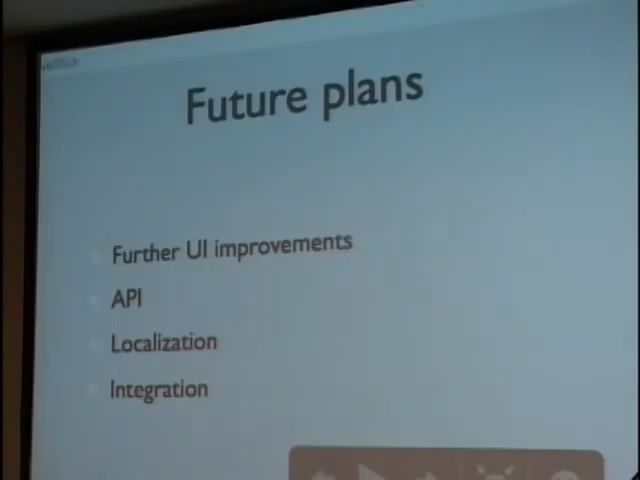 Future plans
Further UI improvements
API
Localization
Integration